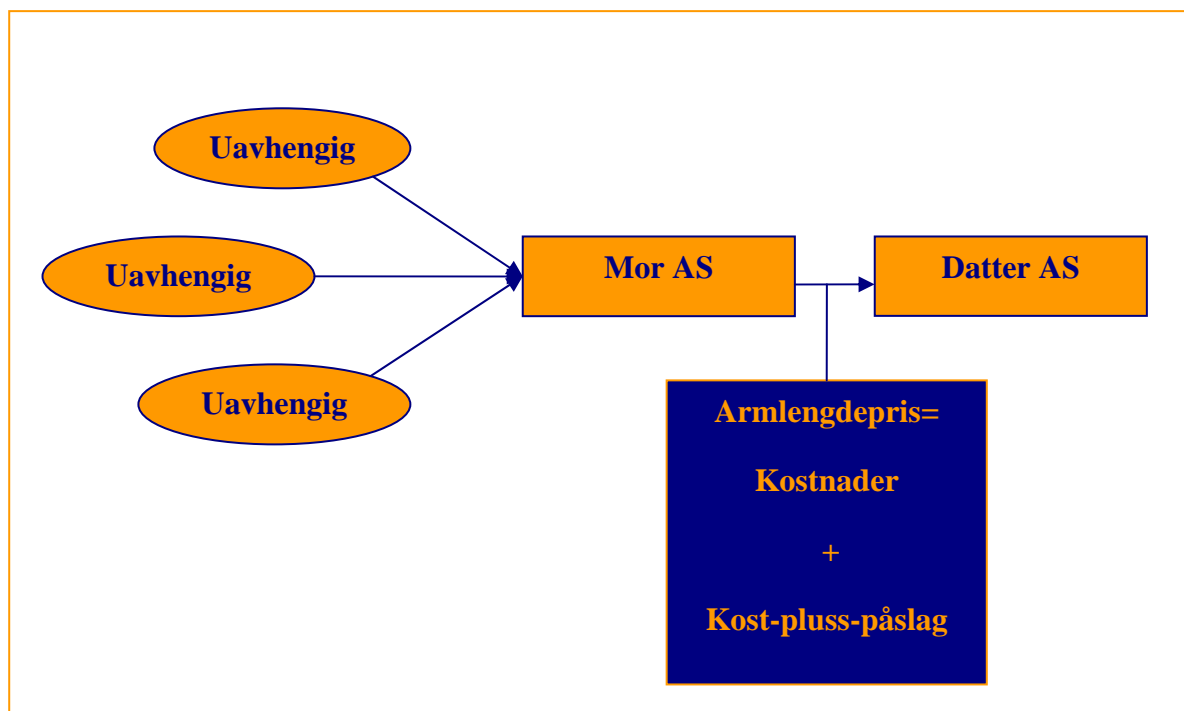 Uavhengig
Uavhengig
Uavhengig
Mor AS
Datter AS
Armlengdepris=
Kostnader
+
Kost-pluss-påslag